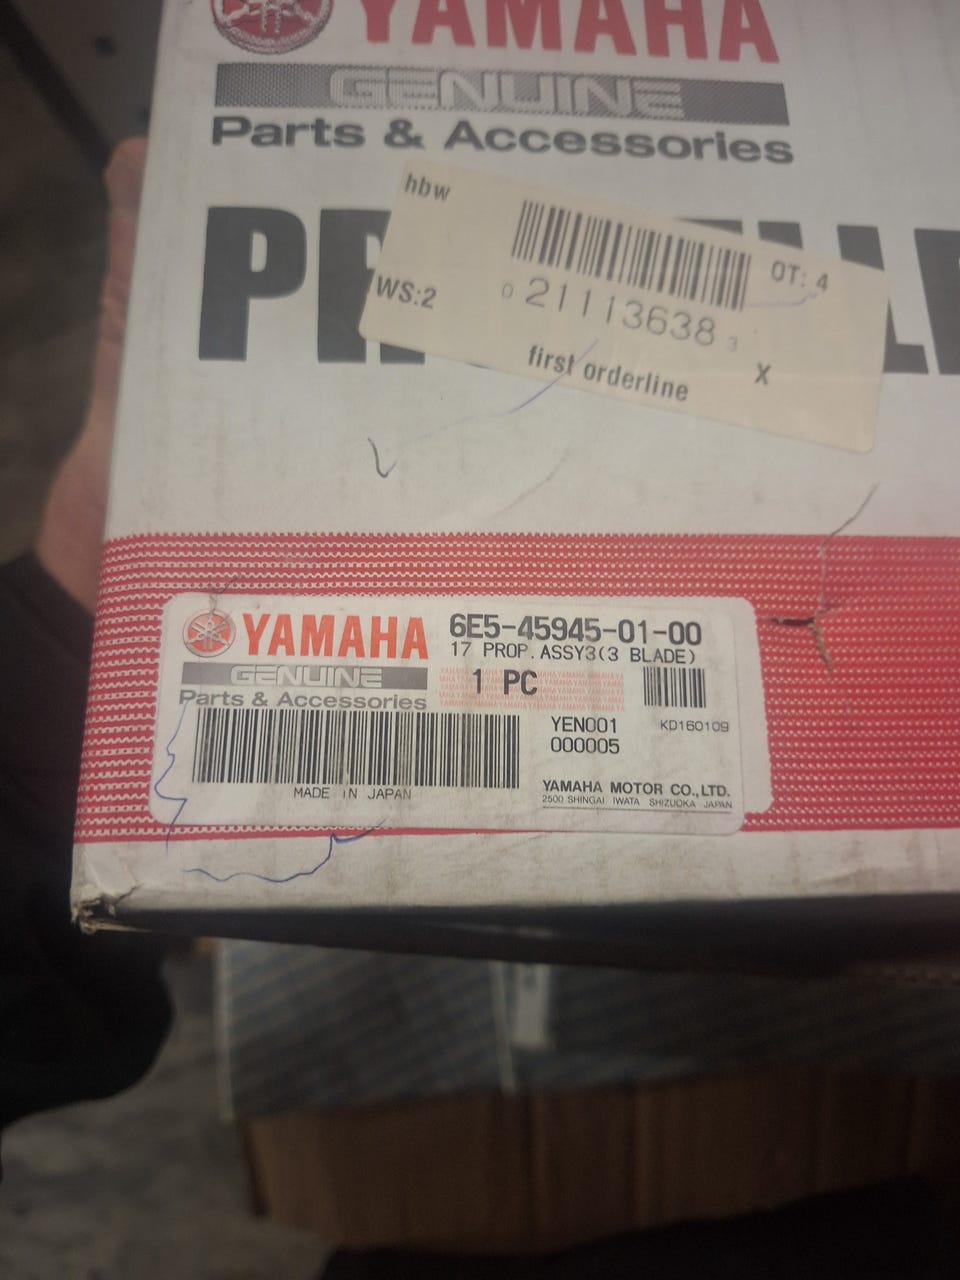 YAMAHA
GENUINE
Parts & Accessories
PR
hbw
OT: 4
WS:2
0 21113638 3
first orderline
X
YAMAHA
6E5-45945-01-00
17 PROP.ASSY3(3 BLADE)
GENUINE
1 PC
Parts & Accessories
YEN001
KD160109
000005
MADE IN JAPAN
YAMAHA MOTOR CO.,LTD.
2500 SHINGAI IWATA SHIZUOKA JAPAN